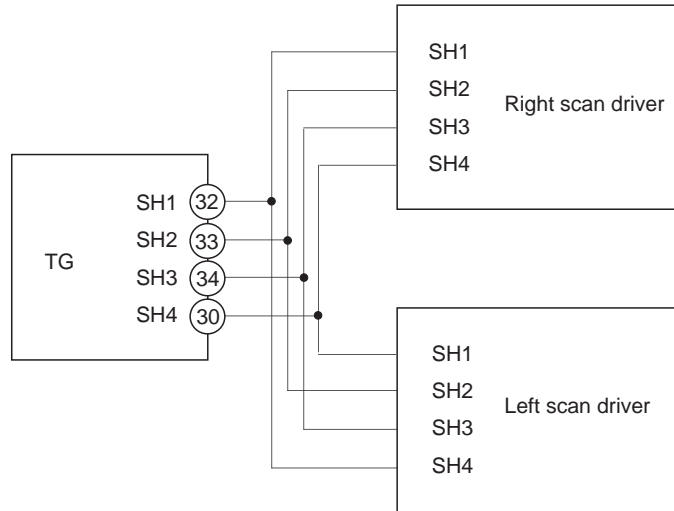 SH1
SH2
SH3
SH4
Right scan driver
TG
SH1 32
SH2 33
SH3 34
SH4 30
SH1
SH2
SH3
SH4
Left scan driver